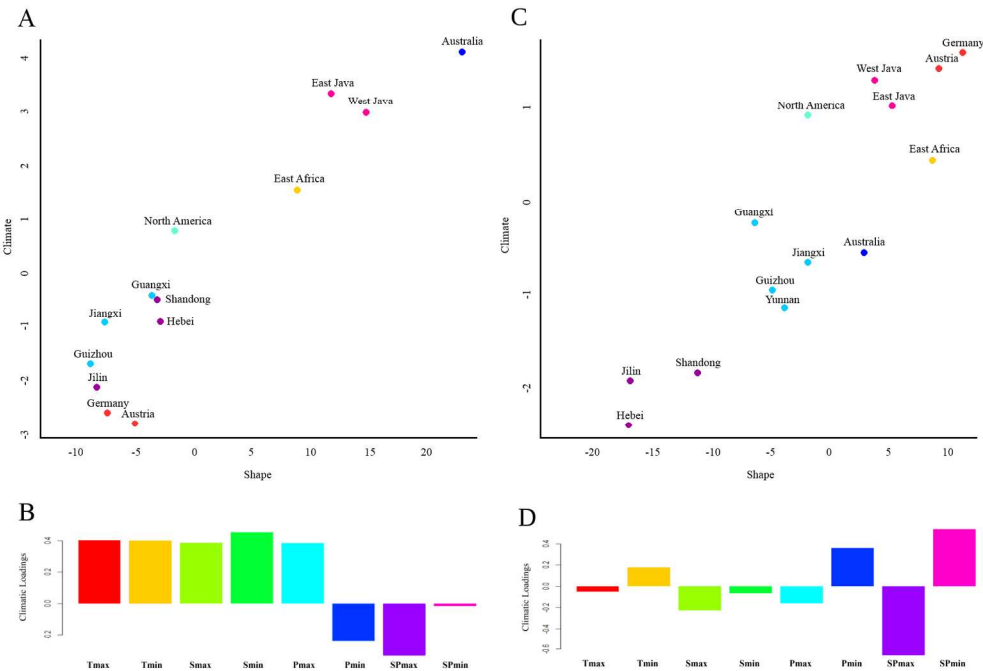 A
Australia
East Java
West Java
East Africa
North America
Guangxi
Shandong
Jiangxi
Hebei
Guizhou
Jilin
Germany
Austria
4
3
2
1
0
-1
-2
-3
Climate
-10 -5 0 5 10 15 20
Shape
C
Germany
Austria
West Java
East Java
North America
East Africa
Guangxi
Australia
Jiangxi
Guizhou
Yunnan
Shandong
Jilin
Hebei
1
0
-1
-2
Climate
-20 -15 -10 -5 0 5 10
Shape
B
Climatic Loadings
0.4
0.0
0.2
Tmax Tmin Smax Smin Pmax Pmin SPmax SPmin
D
Climatic Loadings
0.4
0.2
0.0
-0.2
-0.4
-0.6
Tmax Tmin Smax Smin Pmax Pmin SPmax SPmin